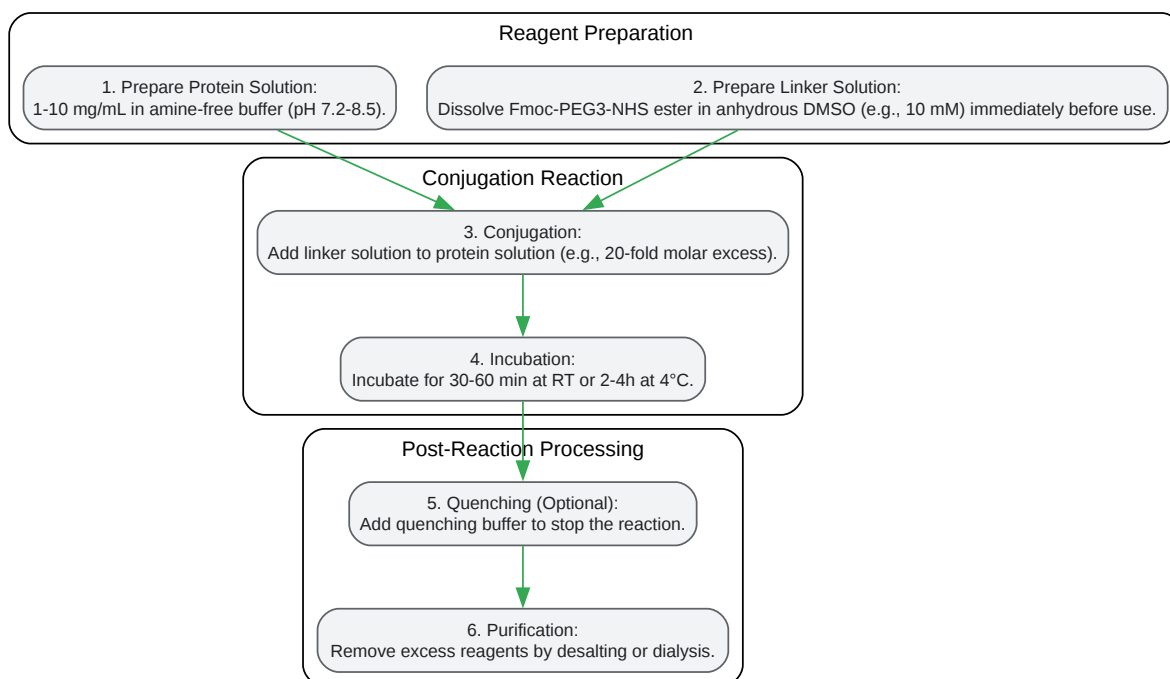 Reagent Preparation
1. Prepare Protein Solution:
1-10 mg/mL in amine-free buffer (pH 7.2-8.5).
2. Prepare Linker Solution:
Dissolve Fmoc-PEG3-NHS ester in anhydrous DMSO (e.g., 10 mM) immediately before use.
Conjugation Reaction
3. Conjugation:
Add linker solution to protein solution (e.g., 20-fold molar excess).
4. Incubation:
Incubate for 30-60 min at RT or 2-4h at 4°C.
Post-Reaction Processing
5. Quenching (Optional):
Add quenching buffer to stop the reaction.
6. Purification:
Remove excess reagents by desalting or dialysis.